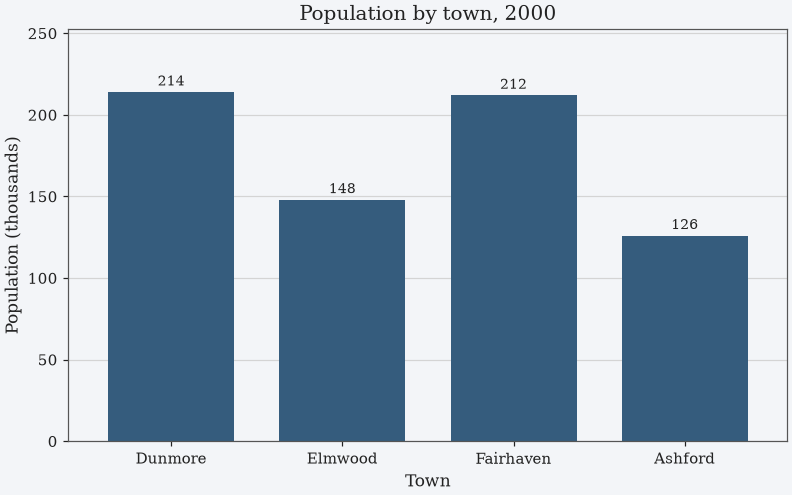 Population by town, 2000
Population (thousands)
250
200
150
100
50
0
214
148
212
126
Dunmore
Elmwood
Fairhaven
Ashford
Town